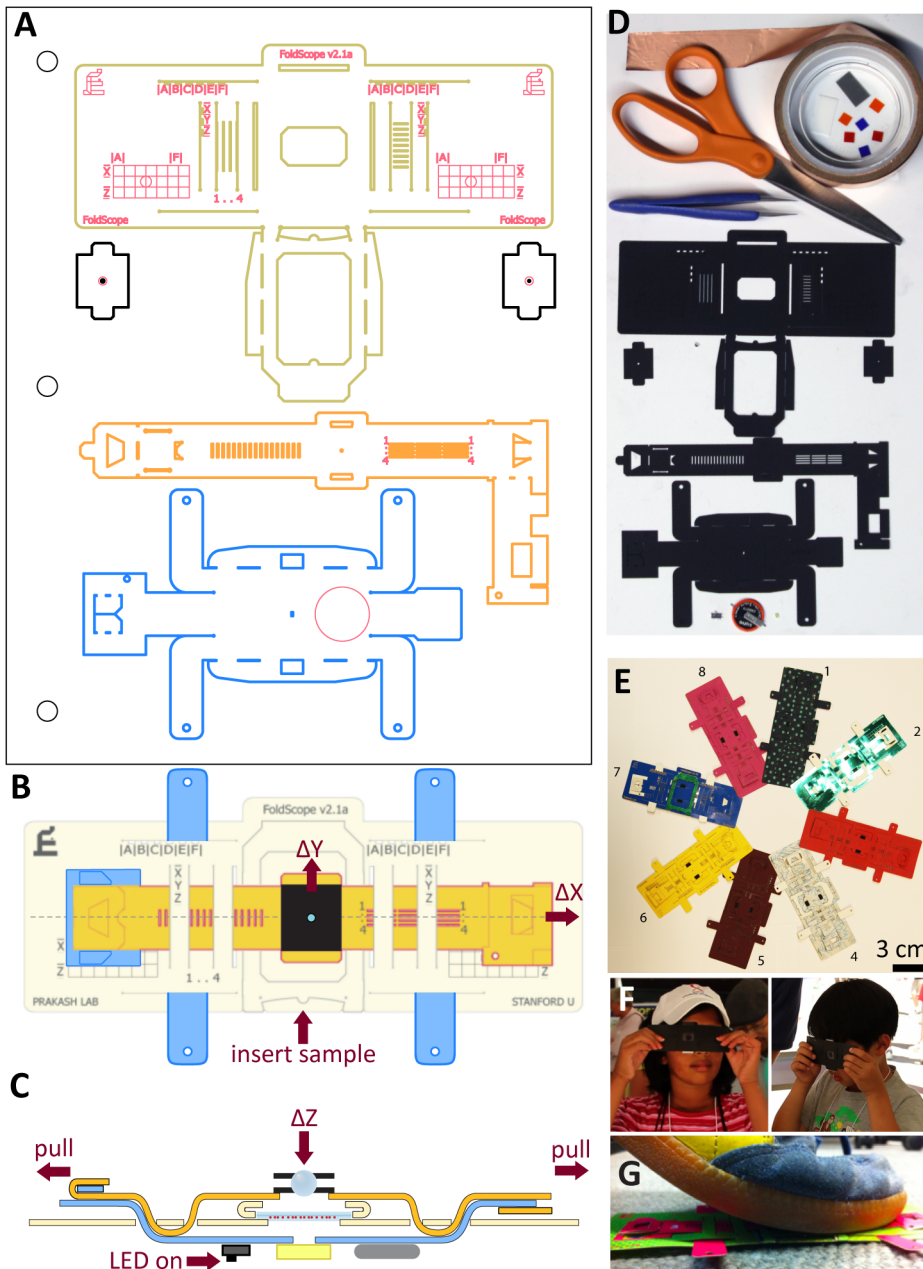 A
FoldScope v2.1a
|A|B|C|D|E|F|
|A|B|C|D|E|F|
X
Y
Z
X
Y
Z
|A|
|F|
|A|
|F|
X
Z
X
Z
1 . . 4
FoldScope
FoldScope
1
4
1
4
B
FoldScope v2.1a
|A|B|C|D|E|F|
|A|B|C|D|E|F|
ΔY
X
Y
Z
X
Y
Z
ΔX
1
4
1
4
X
Z
Z
1 . . 4
PRAKASH LAB
STANFORD U
insert sample
C
ΔZ
pull
pull
LED on
D
E
1
2
4
5
6
7
8
3 cm
F
G